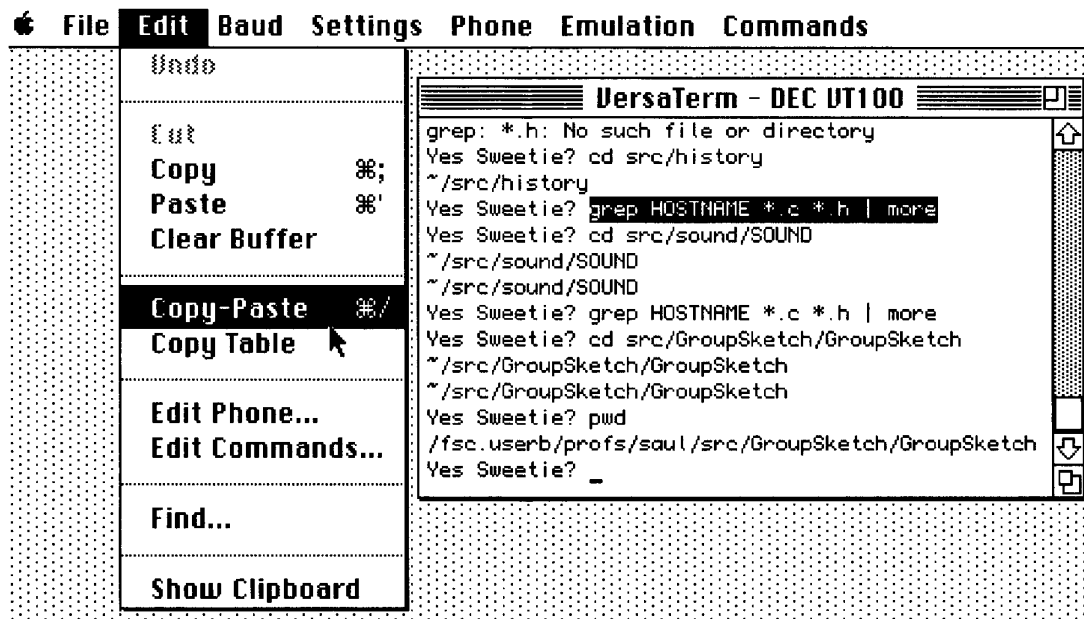 File Edit Baud Settings Phone Emulation Commands
Undo
Cut
Copy ⌘;
Paste ⌘'
Clear Buffer
Copy-Paste ⌘/
Copy Table
Edit Phone...
Edit Commands...
Find...
Show Clipboard
VersaTerm - DEC VT100
grep: *.h: No such file or directory
Yes Sweetie? cd src/history
~/src/history
Yes Sweetie? grep HOSTNAME *.c *.h | more
Yes Sweetie? cd src/sound/SOUND
~/src/sound/SOUND
~/src/sound/SOUND
Yes Sweetie? grep HOSTNAME *.c *.h | more
Yes Sweetie? cd src/GroupSketch/GroupSketch
~/src/GroupSketch/GroupSketch
~/src/GroupSketch/GroupSketch
Yes Sweetie? pwd
/fsc.userb/profs/saul/src/GroupSketch/GroupSketch
Yes Sweetie? _